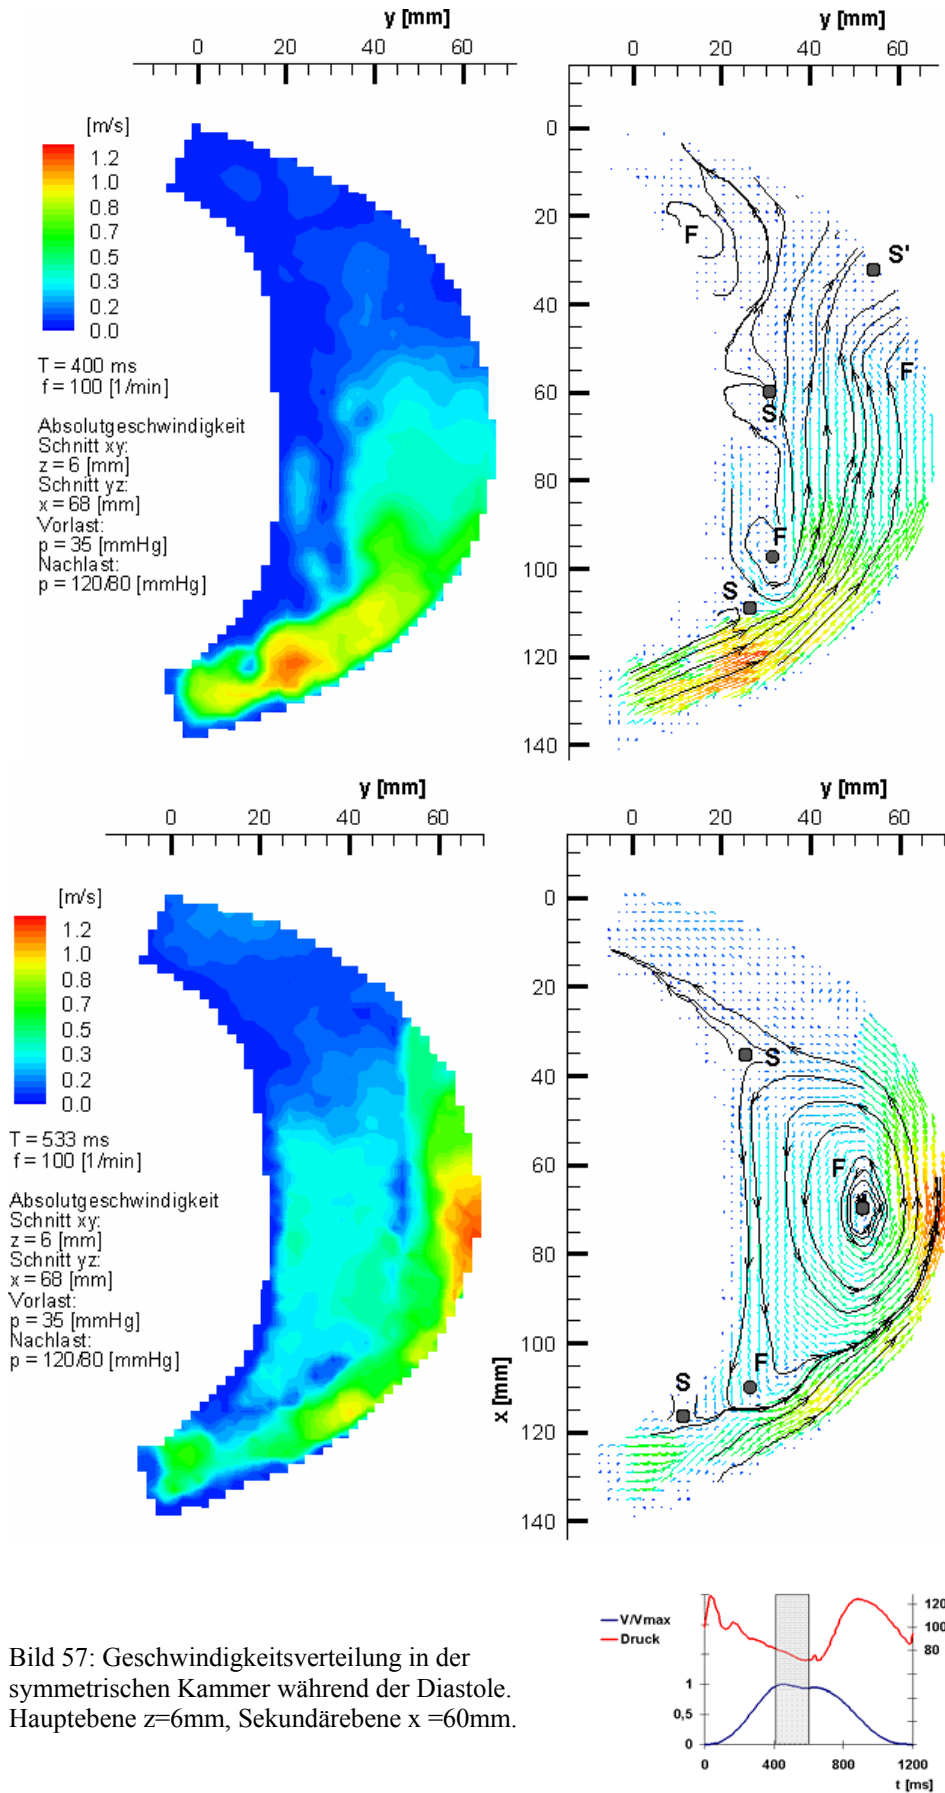 y [mm]
0 20 40 60
[m/s]
1.2
1.0
0.8
0.7
0.5
0.3
0.2
0.0
T = 400 ms
f = 100 [1/min]
Absolutgeschwindigkeit
Schnitt xy:
z = 6 [mm]
Schnitt yz:
x = 68 [mm]
Vorlast:
p = 35 [mmHg]
Nachlast:
p = 120/80 [mmHg]
y [mm]
0 20 40 60
0
20
40
60
80
100
120
140
F
S'
F
S
F
S
y [mm]
0 20 40 60
[m/s]
1.2
1.0
0.8
0.7
0.5
0.3
0.2
0.0
T = 533 ms
f = 100 [1/min]
Absolutgeschwindigkeit
Schnitt xy:
z = 6 [mm]
Schnitt yz:
x = 68 [mm]
Vorlast:
p = 35 [mmHg]
Nachlast:
p = 120/80 [mmHg]
y [mm]
0 20 40 60
0
20
40
60
80
100
120
140
x [mm]
S
F
F
S
Bild 57: Geschwindigkeitsverteilung in der
symmetrischen Kammer während der Diastole.
Hauptebene z=6mm, Sekundärebene x =60mm.
V/Vmax
Druck
120
100
80
1
0,5
0
0 400 800 1200
t [ms]